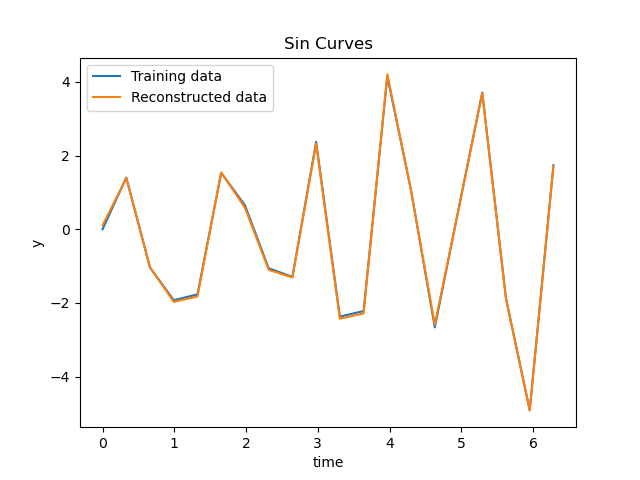 Sin Curves
Training data
Reconstructed data
4
2
0
−2
−4
y
0 1 2 3 4 5 6
time